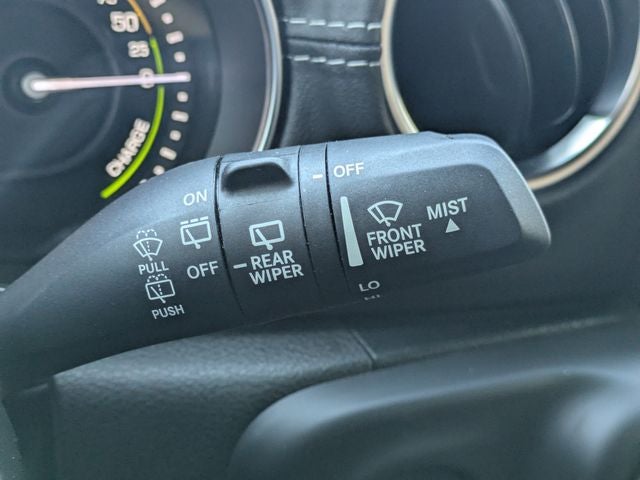 50
25
0
CHARGE
ON
OFF
PULL
PUSH
REAR
WIPER
OFF
FRONT
WIPER
MIST
LO